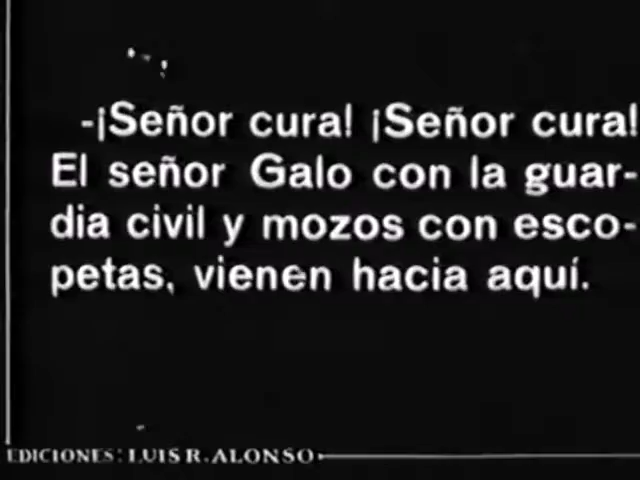 -¡Señor cura! ¡Señor cura!
El señor Galo con la guar-
dia civil y mozos con esco-
petas, vienen hacia aquí.
EDICIONES: LUIS R. ALONSO